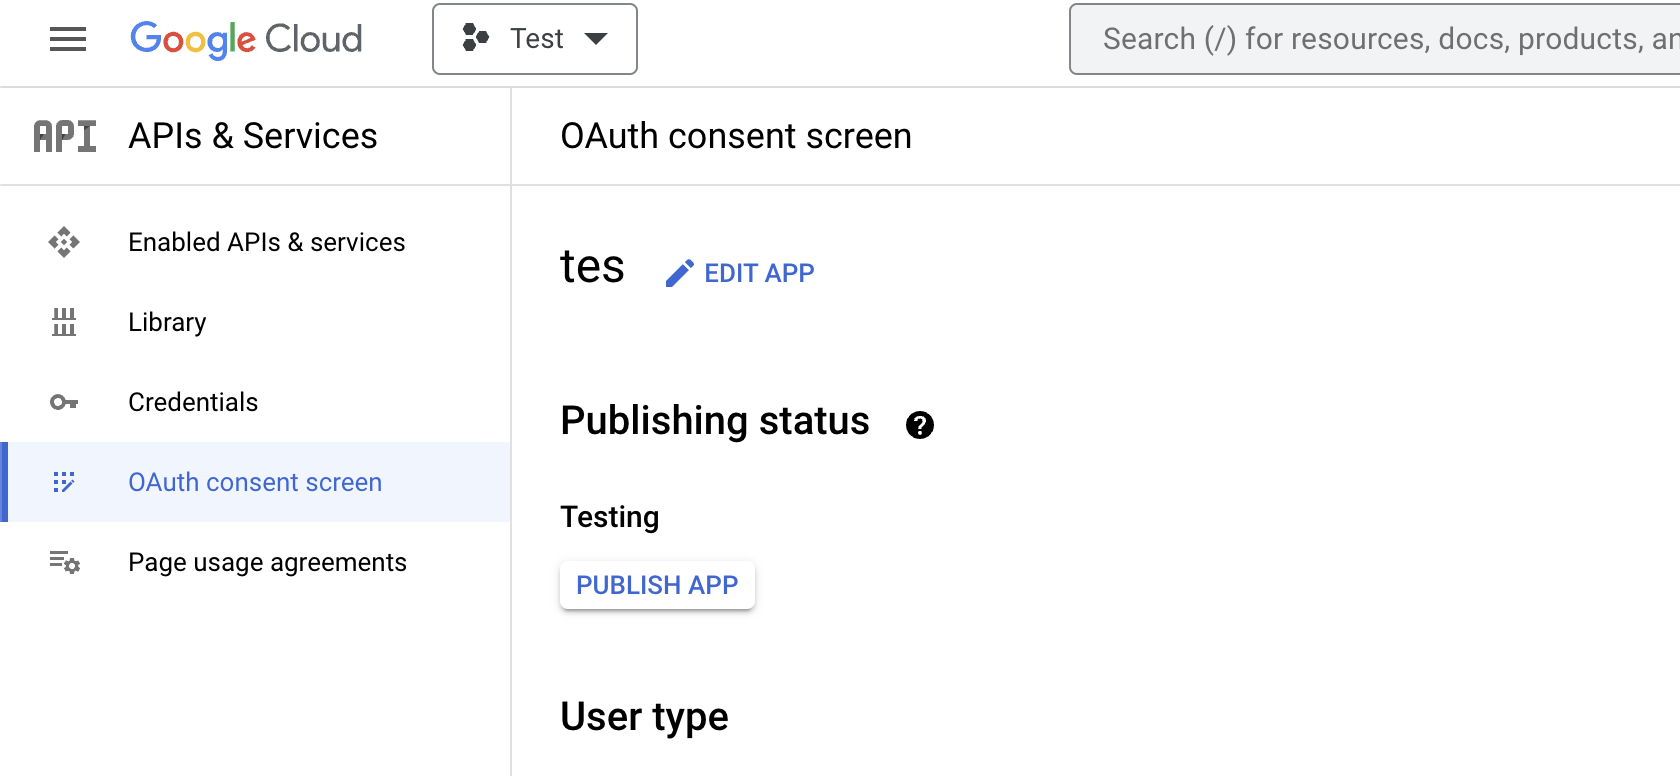 Google Cloud
Test
Search (/) for resources, docs, products, an
API
APIs & Services
OAuth consent screen
Enabled APIs & services
Library
Credentials
OAuth consent screen
Page usage agreements
tes
EDIT APP
Publishing status
?
Testing
PUBLISH APP
User type